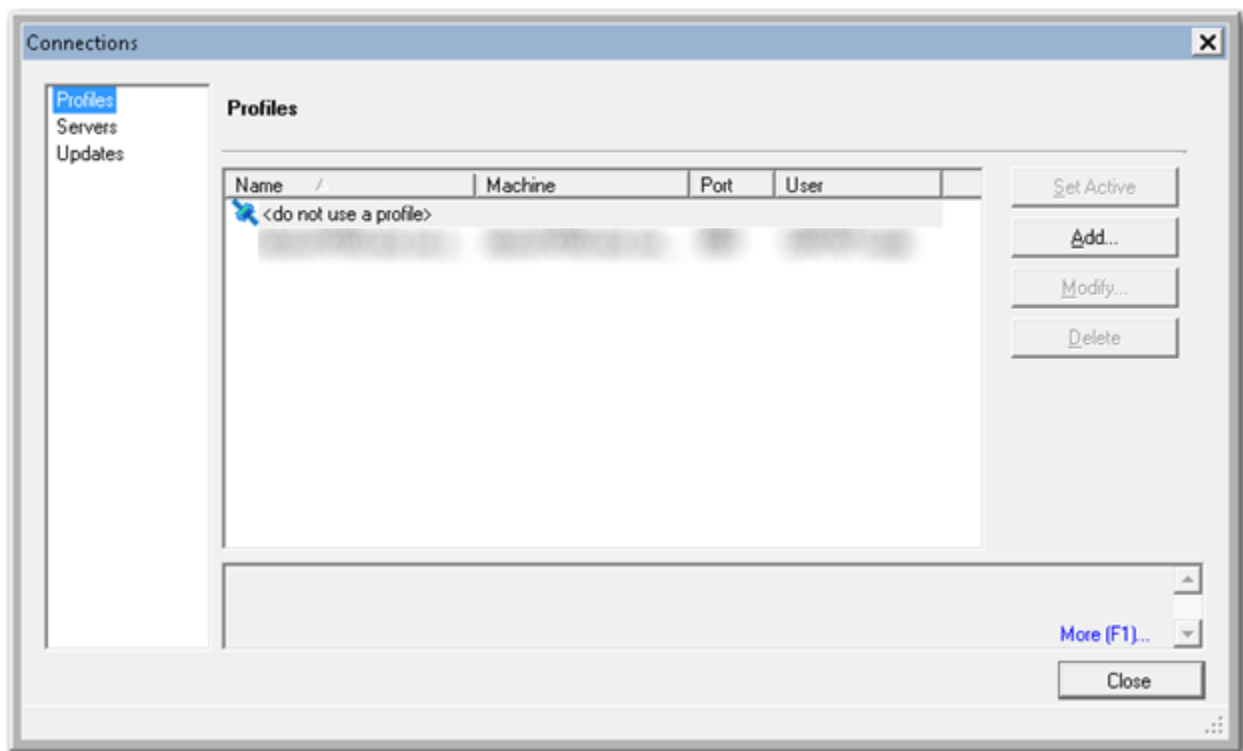 Connections
Profiles
Servers
Updates
Profiles
Name Machine Port User
<do not use a profile>
Set Active
Add...
Modify...
Delete
More (F1)...
Close